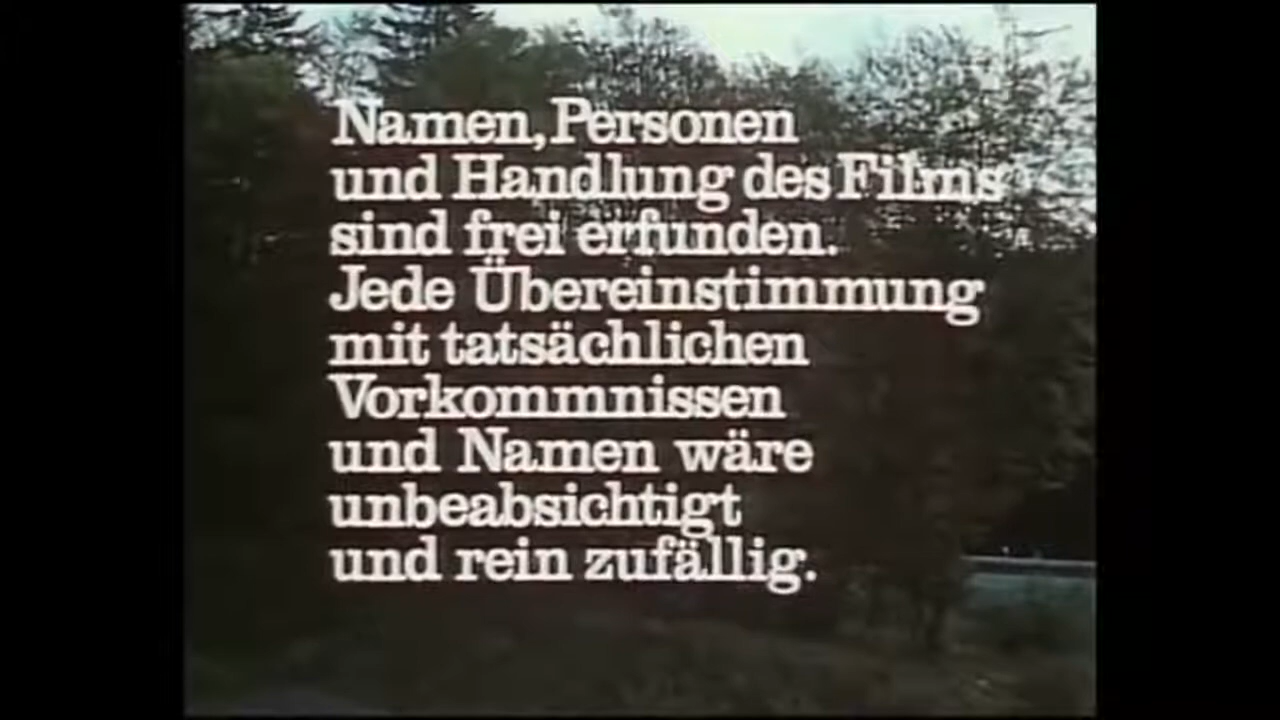 Namen, Personen
und Handlung des Films
sind frei erfunden.
Jede Übereinstimmung
mit tatsächlichen
Vorkommnissen
und Namen wäre
unbeabsichtigt
und rein zufällig.